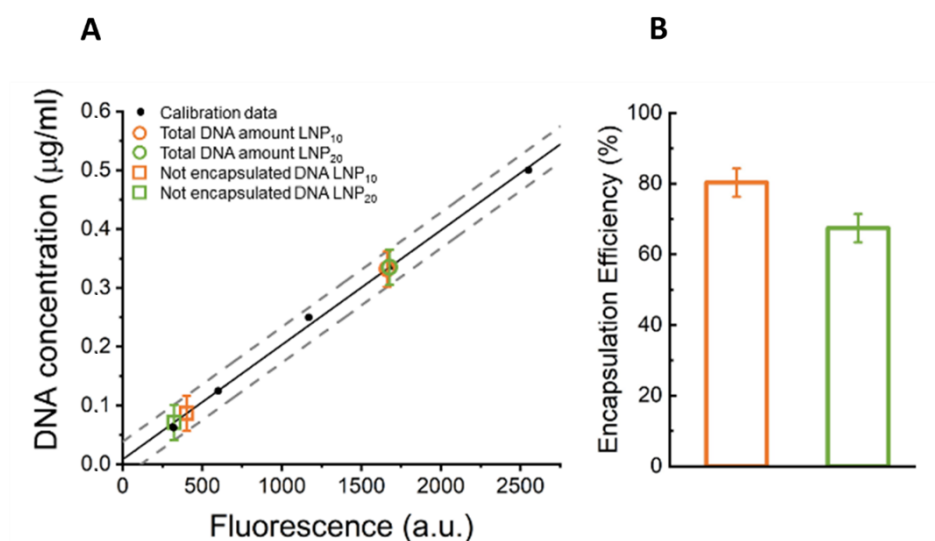 A
B
DNA concentration (µg/ml)
0.6
0.5
0.4
0.3
0.2
0.1
0.0
Calibration data
Total DNA amount LNP10
Total DNA amount LNP20
Not encapsulated DNA LNP10
Not encapsulated DNA LNP20
0 500 1000 1500 2000 2500
Fluorescence (a.u.)
Encapsulation Efficiency (%)
100
80
60
40
20
0